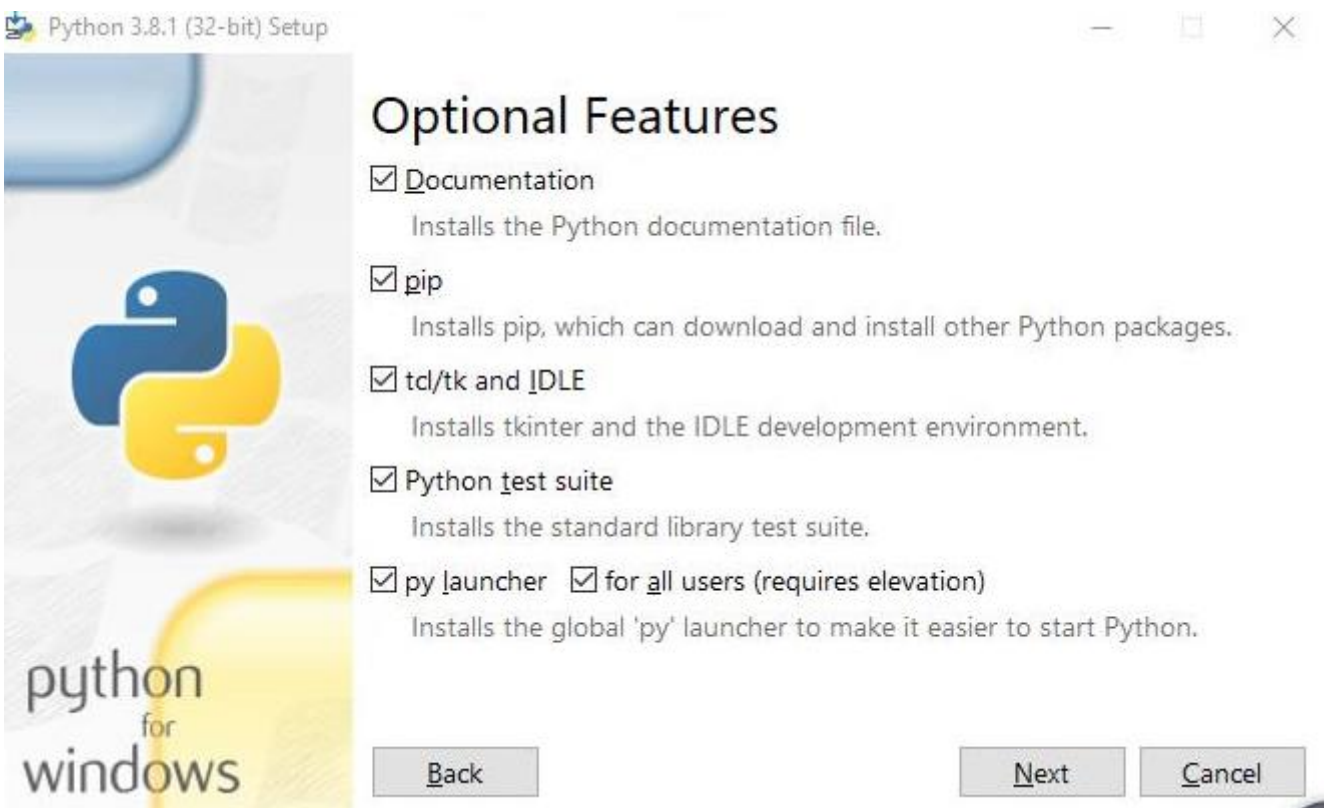 Python 3.8.1 (32-bit) Setup
Optional Features
Documentation
Installs the Python documentation file.
pip
Installs pip, which can download and install other Python packages.
tcl/tk and IDLE
Installs tkinter and the IDLE development environment.
Python test suite
Installs the standard library test suite.
py launcher for all users (requires elevation)
Installs the global 'py' launcher to make it easier to start Python.
python
for
windows
Back Next Cancel